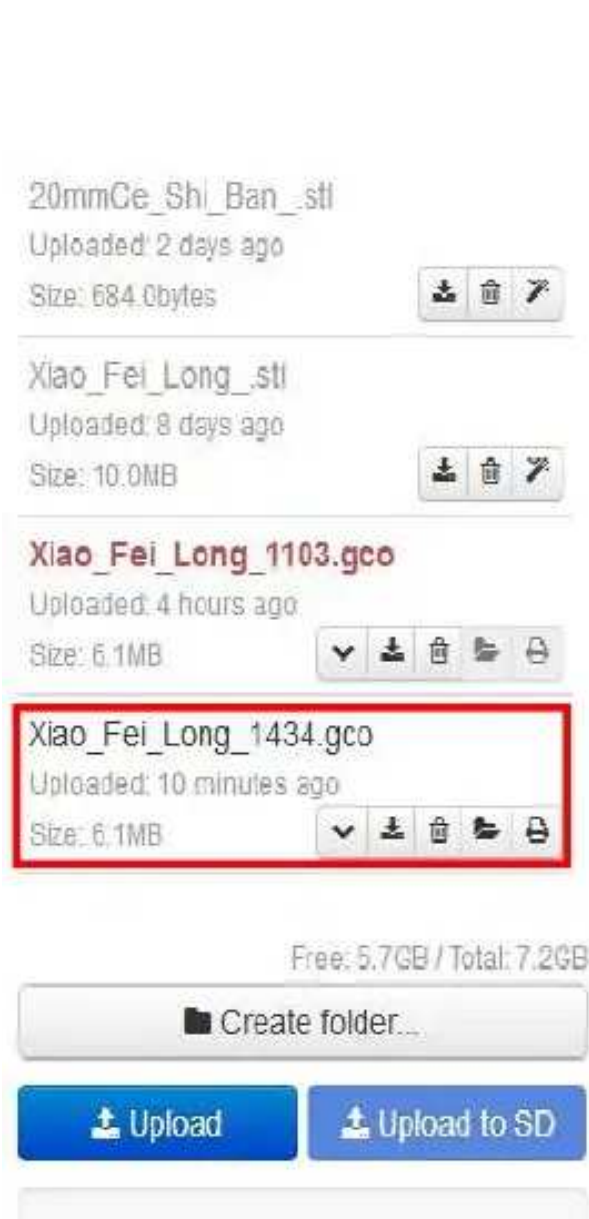 20mmCe_Shi_Ban_.stl
Uploaded: 2 days ago
Size: 684.0bytes
Xiao_Fei_Long_.stl
Uploaded: 8 days ago
Size: 10.0MB
Xiao_Fei_Long_1103.gco
Uploaded: 4 hours ago
Size: 6.1MB
Xiao_Fei_Long_1434.gco
Uploaded: 10 minutes ago
Size: 6.1MB
Free: 5.7GB / Total: 7.2GB
Create folder...
Upload
Upload to SD